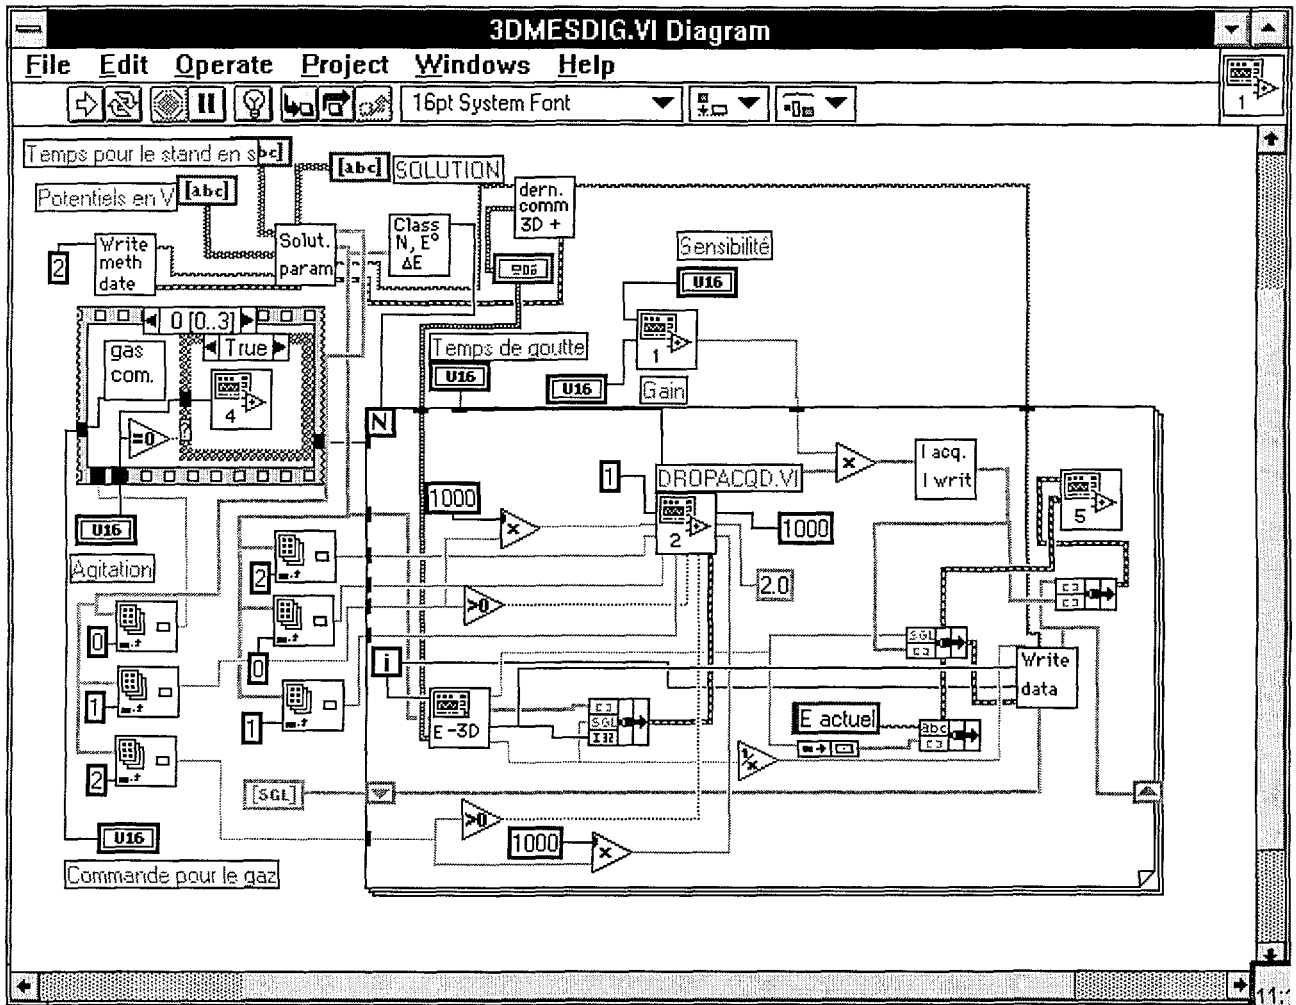 3DMESDIG.VI Diagram
File Edit Operate Project Windows Help
16pt System Font
1
Temps pour le stand en s
bc]
[abc]
SOLUTION
Potentiels en V
[abc]
dern.
comm
3D +
Class
N, E°
ΔE
Solut.
param
Write
meth
date
2
Sensibilité
U16
1
U16
Gain
0 [0..3]
True
gas
com.
4
=0
?
Temps de goutte
U16
N
U16
Agitation
1000
x
1
DROPACQD.VI
2
1000
2.0
x
I acq.
I writ
5
2
0
1
0
1
2
>0
i
E -3D
SGL
I32
SGL
Write
data
E actuel
abc
1/x
[SGL]
>0
1000
x
U16
Commande pour le gaz